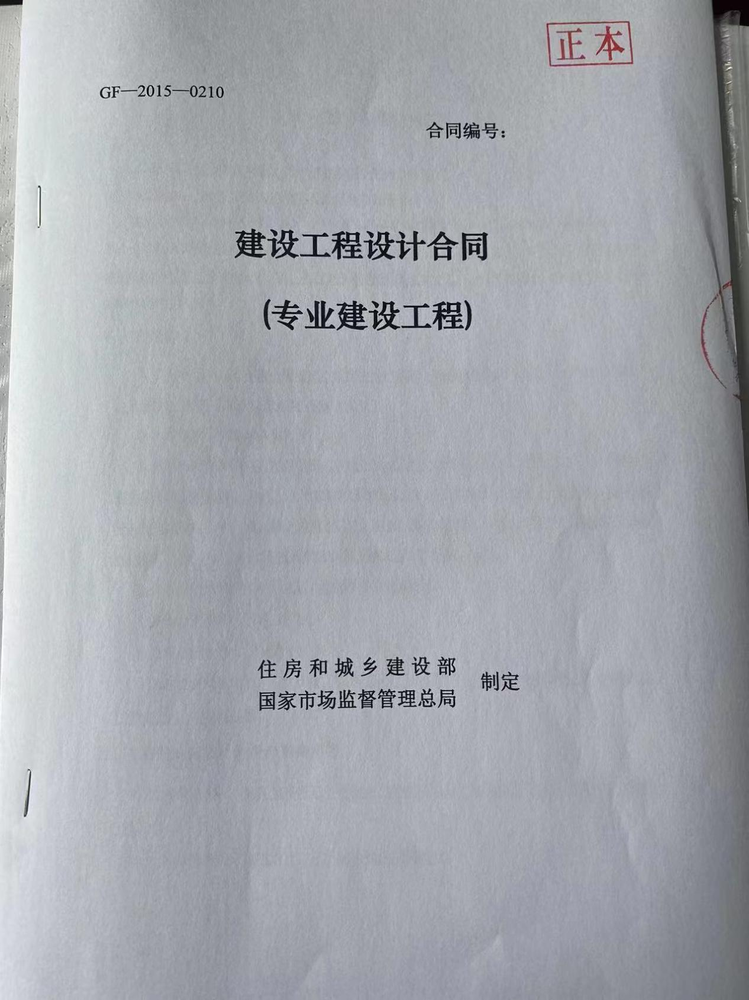 正本
GF—2015—0210
合同编号：
建设工程设计合同
(专业建设工程)
住房和城乡建设部
国家市场监督管理总局
制定